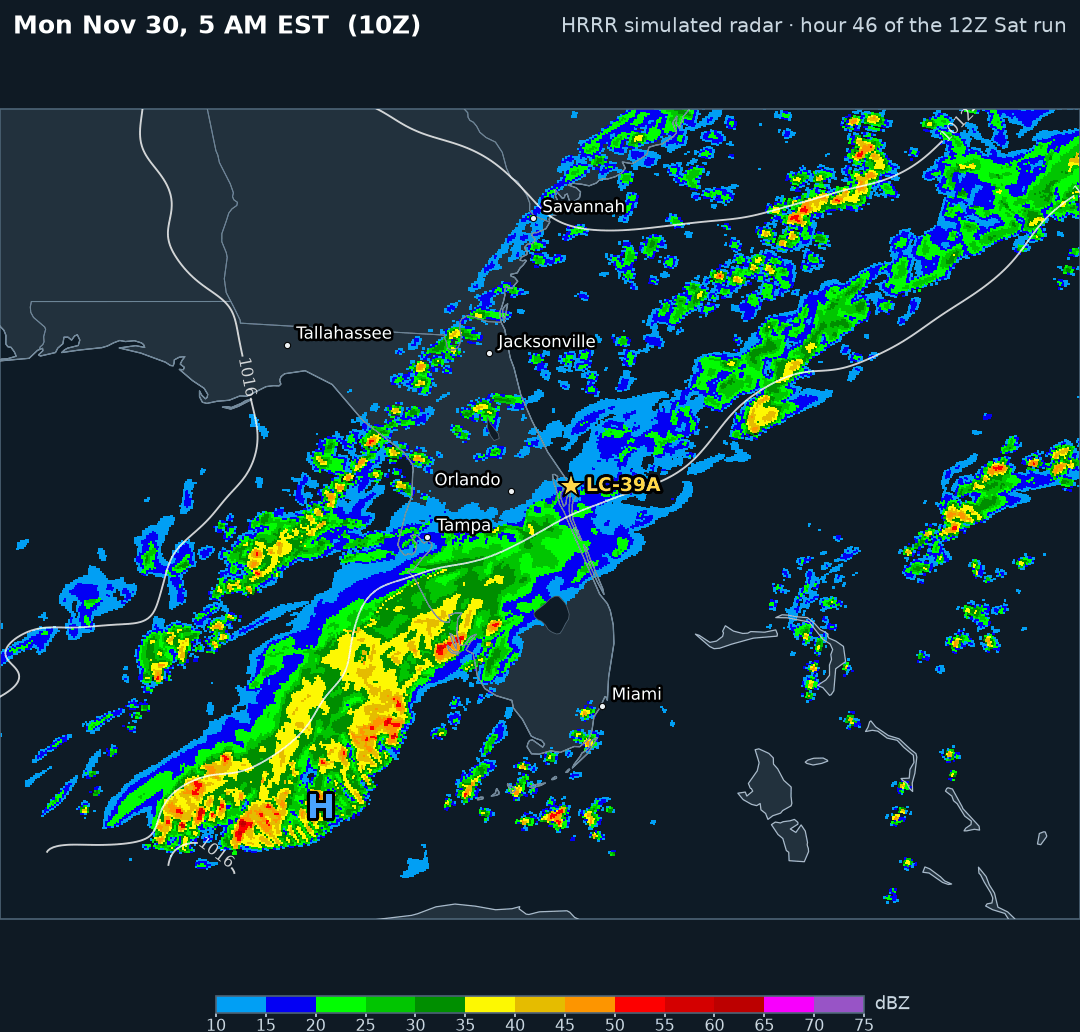 Mon Nov 30, 5 AM EST (10Z)
HRRR simulated radar · hour 46 of the 12Z Sat run
1012
Savannah
Tallahassee
Jacksonville
1016
Orlando
LC-39A
Tampa
Miami
H
1016
dBZ
10 15 20 25 30 35 40 45 50 55 60 65 70 75